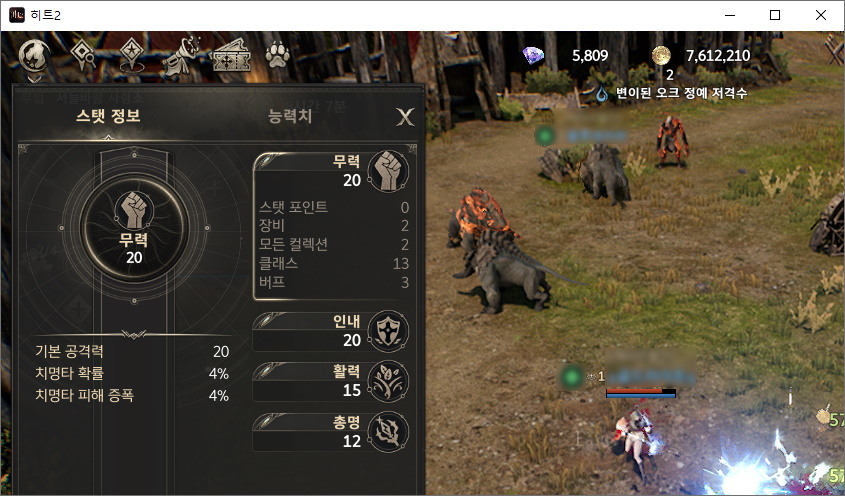 히트2
5,809
7,612,210
2
변이된 오크 정예 저격수
스탯 정보
능력치
X
무력
20
스탯 포인트 0
장비 2
모든 컬렉션 2
클래스 13
버프 3
무력
20
기본 공격력 20
치명타 확률 4%
치명타 피해 증폭 4%
인내
20
활력
15
총명
12
+1
57
57